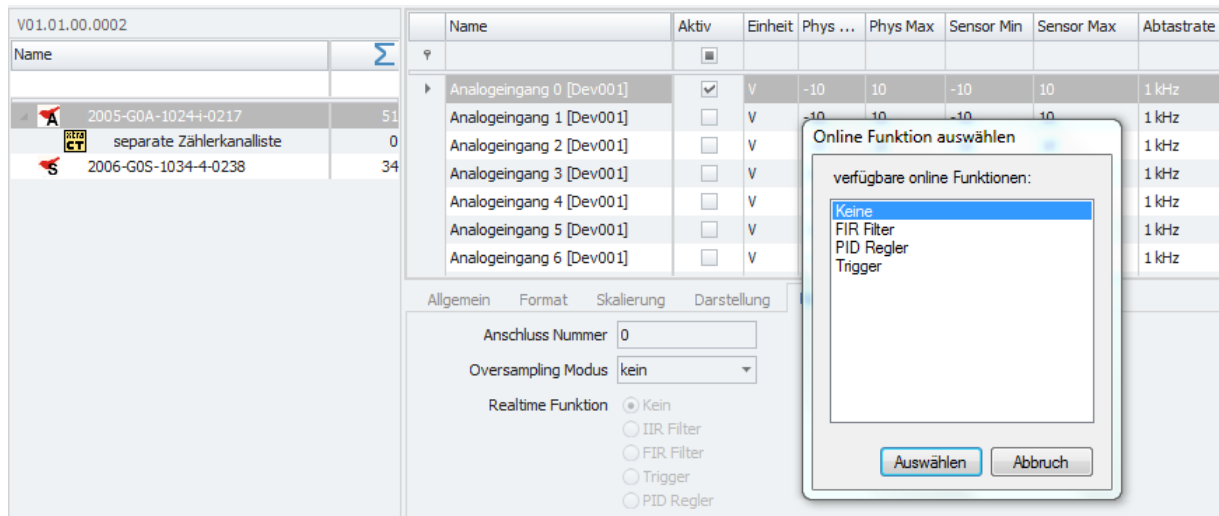 V01.01.00.0002
Name Σ
2005-G0A-1024-i-0217 51
separate Zählerkanalliste 0
2006-G0S-1034-4-0238 34
Name Aktiv Einheit Phys ... Phys Max Sensor Min Sensor Max Abtastrate
Analogeingang 0 [Dev001] V -10 10 -10 10 1 kHz
Analogeingang 1 [Dev001] V -10 10 -10 10 1 kHz
Analogeingang 2 [Dev001] V 1 kHz
Analogeingang 3 [Dev001] V 1 kHz
Analogeingang 4 [Dev001] V 1 kHz
Analogeingang 5 [Dev001] V 1 kHz
Analogeingang 6 [Dev001] V 1 kHz
Allgemein Format Skalierung Darstellung
Anschluss Nummer 0
Oversampling Modus kein
Realtime Funktion Kein
IIR Filter
FIR Filter
Trigger
PID Regler
Online Funktion auswählen
verfügbare online Funktionen:
Keine
FIR Filter
PID Regler
Trigger
Auswählen Abbruch